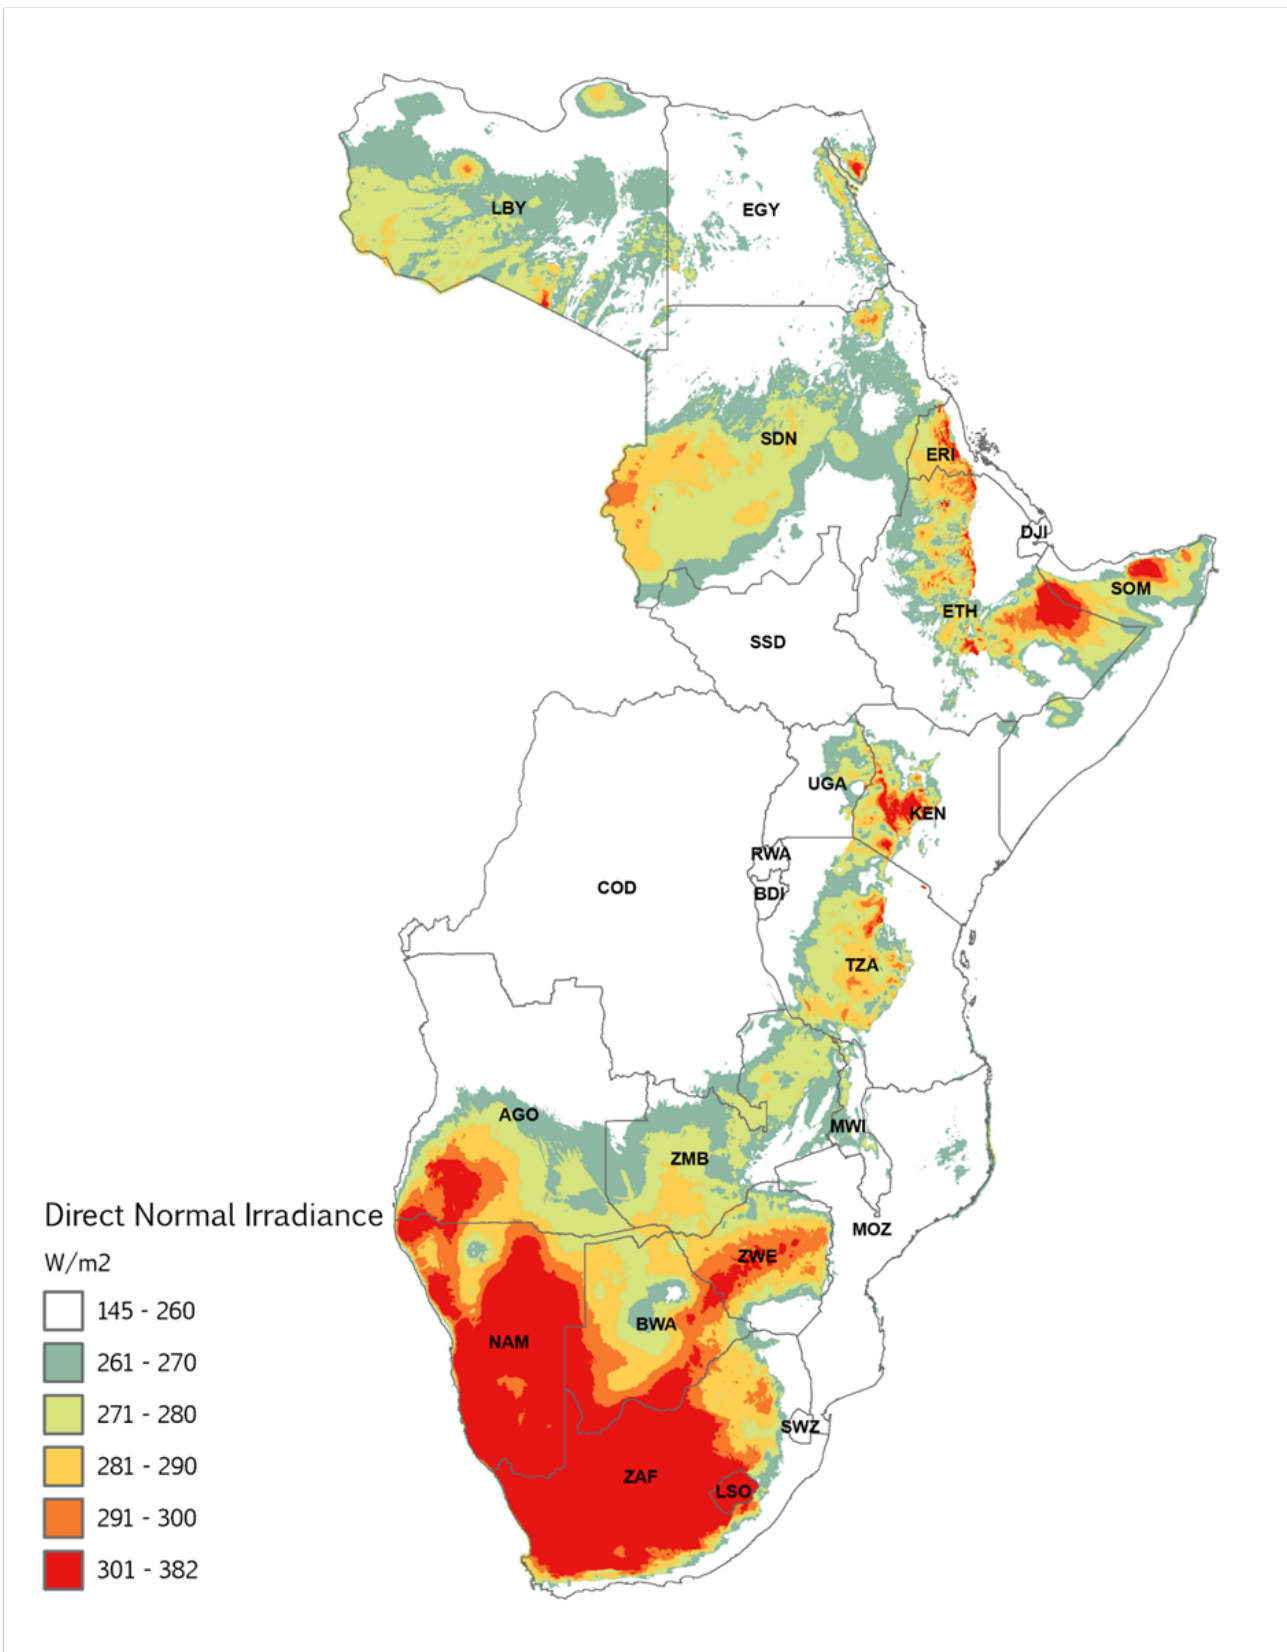 LBY
EGY
SDN
ERI
DJI
SOM
ETH
SSD
UGA
KEN
RWA
COD
BDI
TZA
AGO
MWI
ZMB
Direct Normal Irradiance
MOZ
W/m2
ZWE
145 - 260
BWA
NAM
261 - 270
271 - 280
SWZ
281 - 290
ZAF
LSO
291 - 300
301 - 382